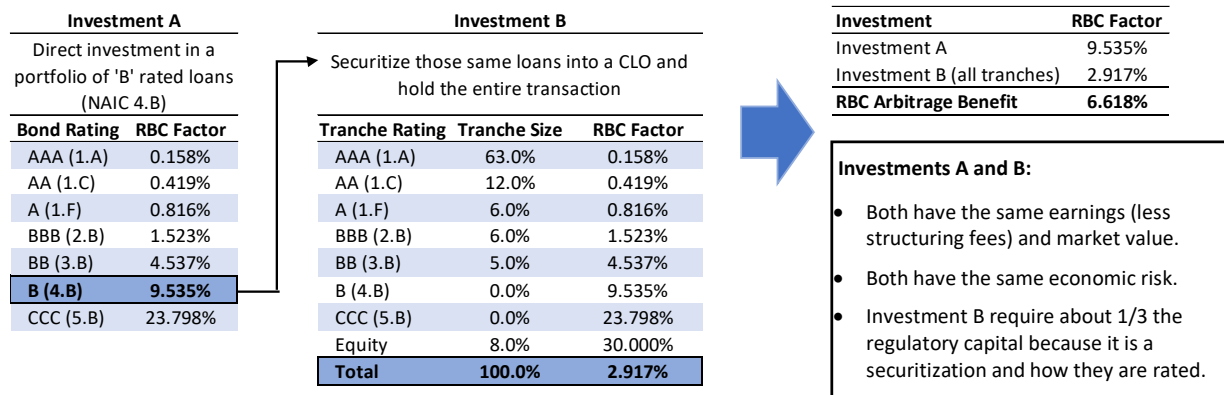 Investment A
Direct investment in a
portfolio of 'B' rated loans
(NAIC 4.B)
Bond Rating RBC Factor
AAA (1.A) 0.158%
AA (1.C) 0.419%
A (1.F) 0.816%
BBB (2.B) 1.523%
BB (3.B) 4.537%
B (4.B) 9.535%
CCC (5.B) 23.798%
Investment B
Securitize those same loans into a CLO and
hold the entire transaction
Tranche Rating Tranche Size RBC Factor
AAA (1.A) 63.0% 0.158%
AA (1.C) 12.0% 0.419%
A (1.F) 6.0% 0.816%
BBB (2.B) 6.0% 1.523%
BB (3.B) 5.0% 4.537%
B (4.B) 0.0% 9.535%
CCC (5.B) 0.0% 23.798%
Equity 8.0% 30.000%
Total 100.0% 2.917%
Investment RBC Factor
Investment A 9.535%
Investment B (all tranches) 2.917%
RBC Arbitrage Benefit 6.618%
Investments A and B:
• Both have the same earnings (less
structuring fees) and market value.
• Both have the same economic risk.
• Investment B require about 1/3 the
regulatory capital because it is a
securitization and how they are rated.